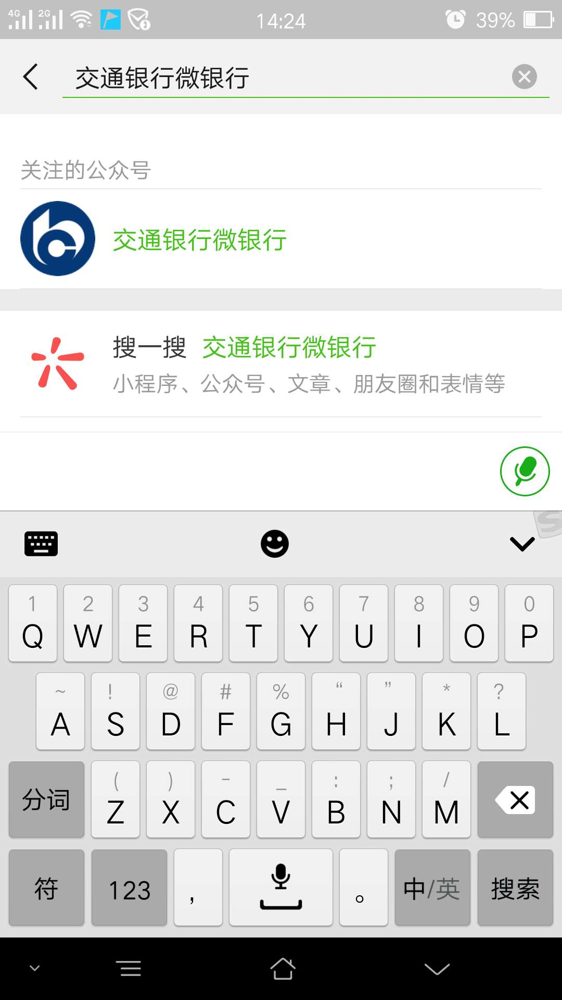 4G 2G 14:24 39%
交通银行微银行
关注的公众号
交通银行微银行
搜一搜 交通银行微银行
小程序、公众号、文章、朋友圈和表情等
1 2 3 4 5 6 7 8 9 0
Q W E R T Y U I O P
~ ! @ # % “ ” * ?
A S D F G H J K L
( ) - _ : ; /
分词 Z X C V B N M
符 123 , 。 中/英 搜索